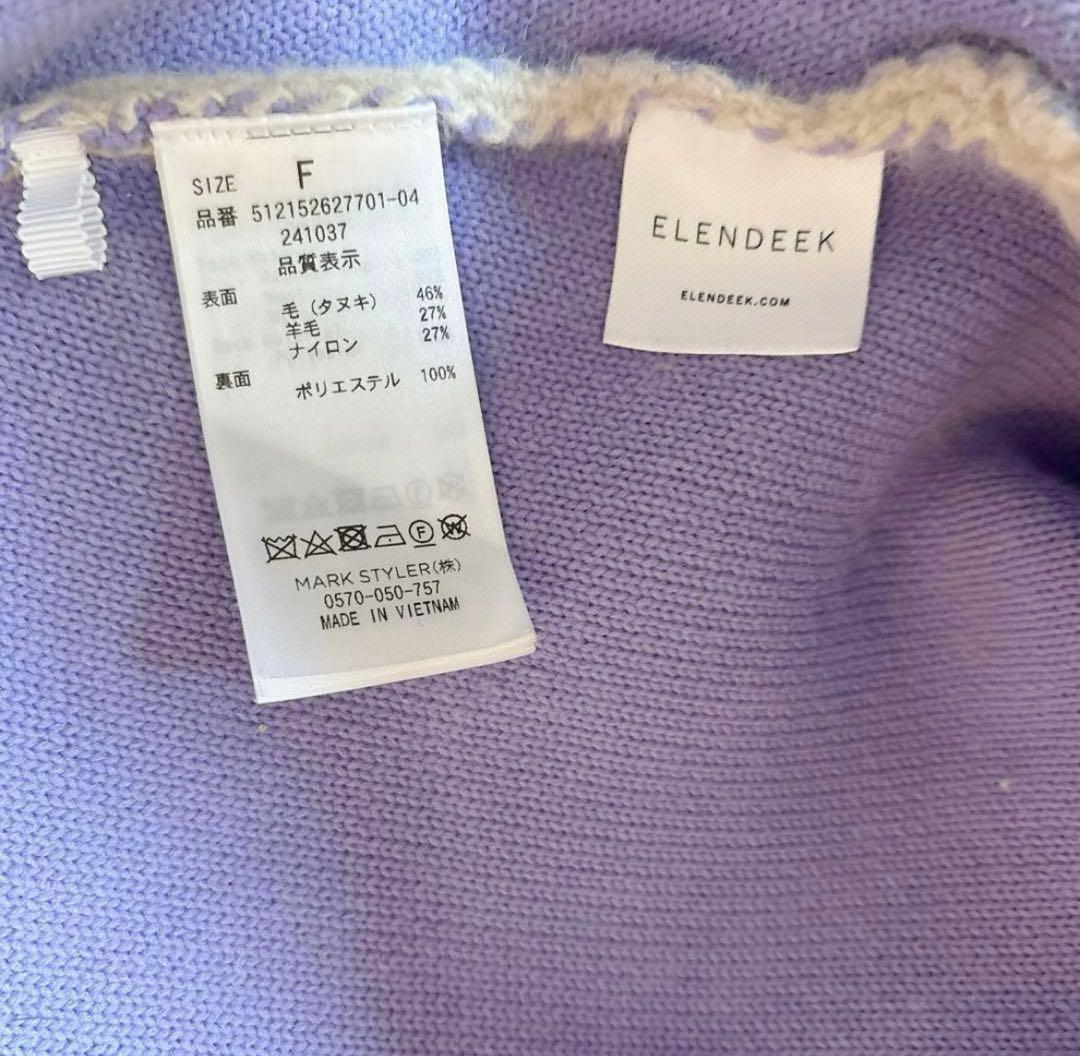 SIZE F
品番 512152627701-04
241037
品質表示
表面 毛(タヌキ) 46%
羊毛 27%
ナイロン 27%
裏面 ポリエステル 100%
MARK STYLER(株)
0570-050-757
MADE IN VIETNAM
ELENDEEK
ELENDEEK.COM